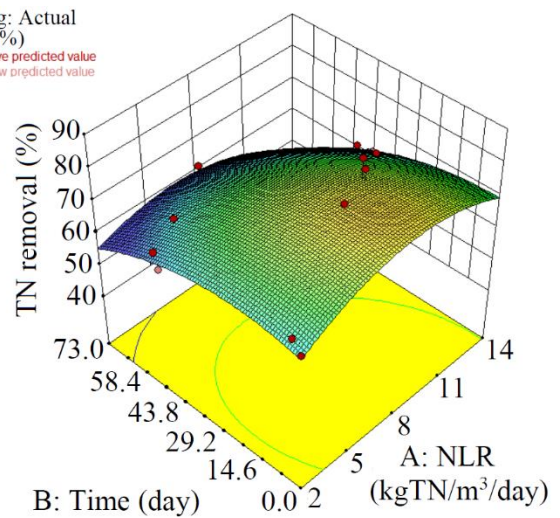 g: Actual
%)
e predicted value
w predicted value
TN removal (%)
90
80
70
60
50
40
73.0
58.4
43.8
29.2
14.6
0.0
2
5
8
11
14
B: Time (day)
A: NLR
(kgTN/m³/day)